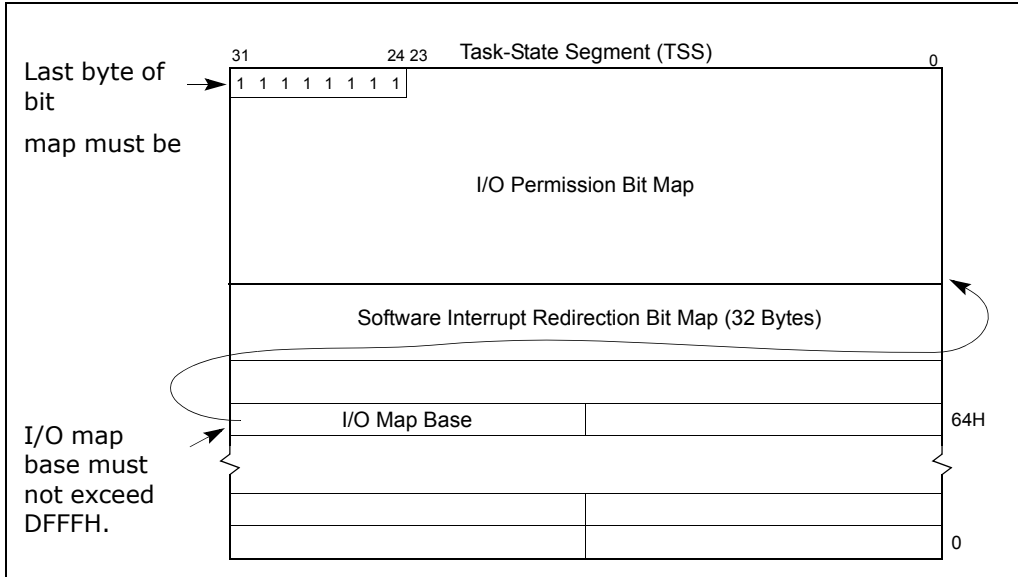 31 24 23 Task-State Segment (TSS) 0
Last byte of
bit
map must be
1 1 1 1 1 1 1 1
I/O Permission Bit Map
Software Interrupt Redirection Bit Map (32 Bytes)
I/O Map Base
64H
I/O map
base must
not exceed
DFFFH.
0